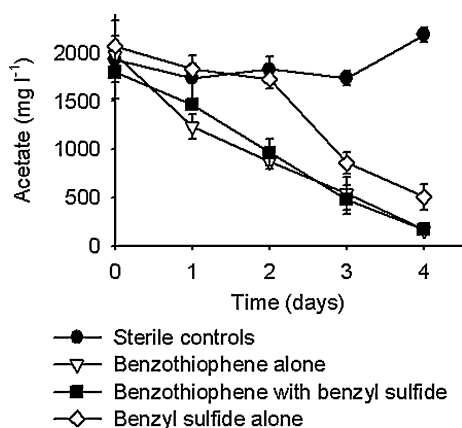 Acetate (mg l⁻¹)
2000
1500
1000
500
0
0 1 2 3 4
Time (days)
Sterile controls
Benzothiophene alone
Benzothiophene with benzyl sulfide
Benzyl sulfide alone